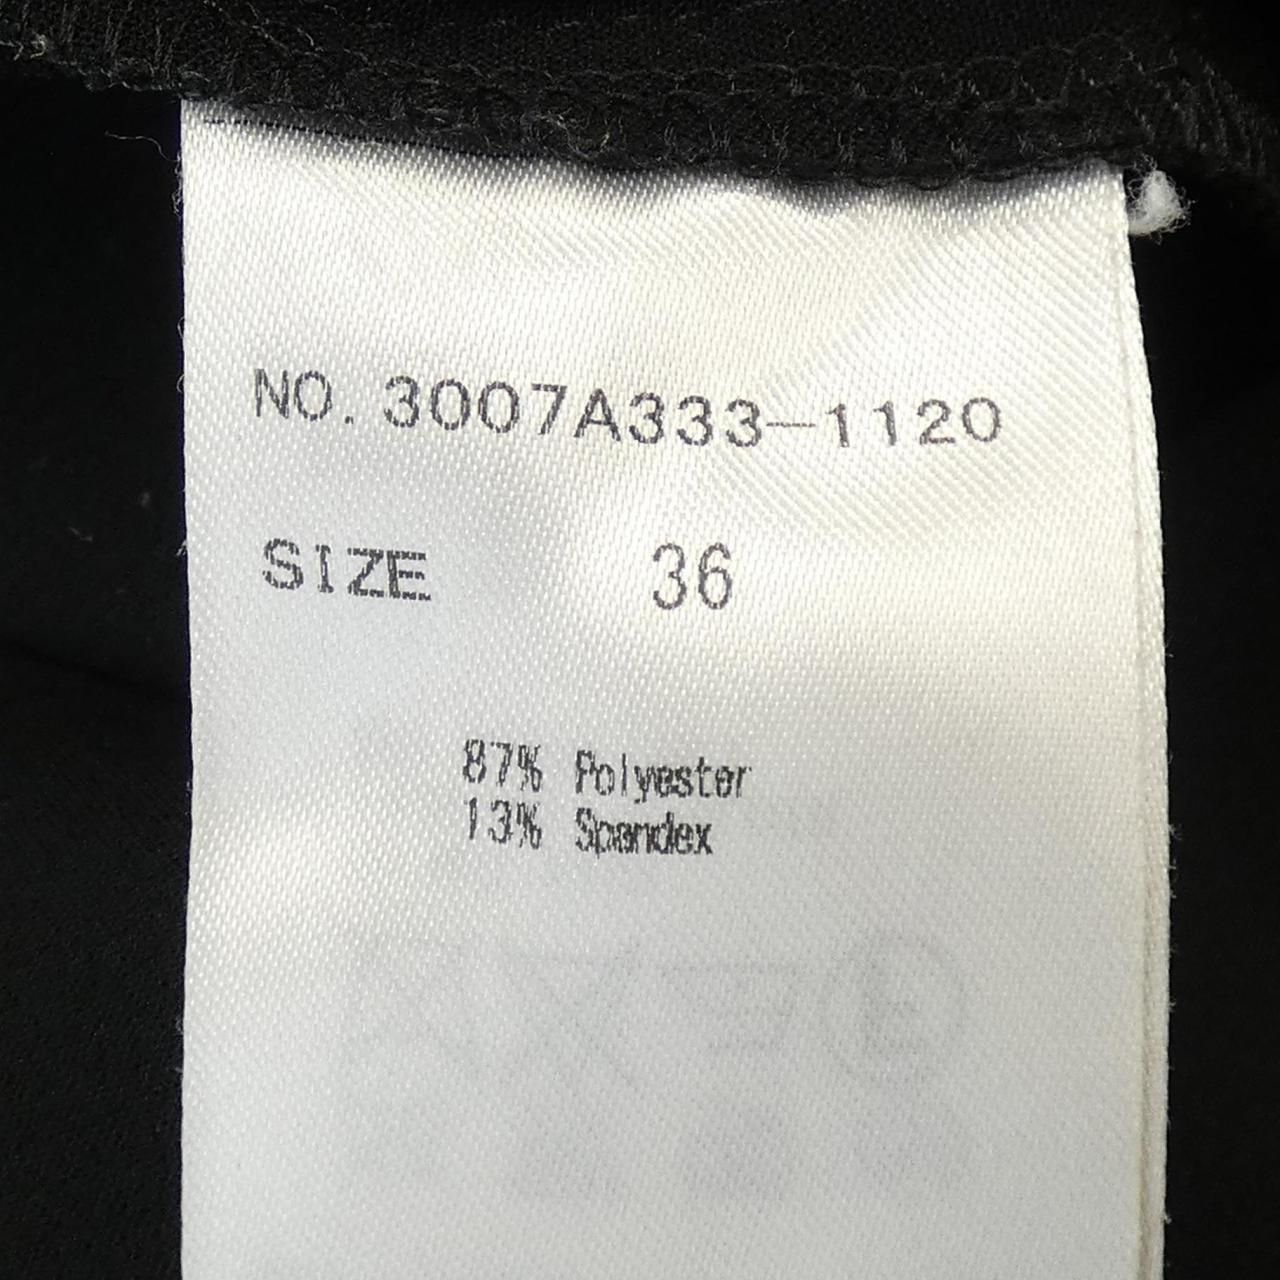 NO. 3007A333-1120
SIZE 36
87% Polyester
13% Spandex